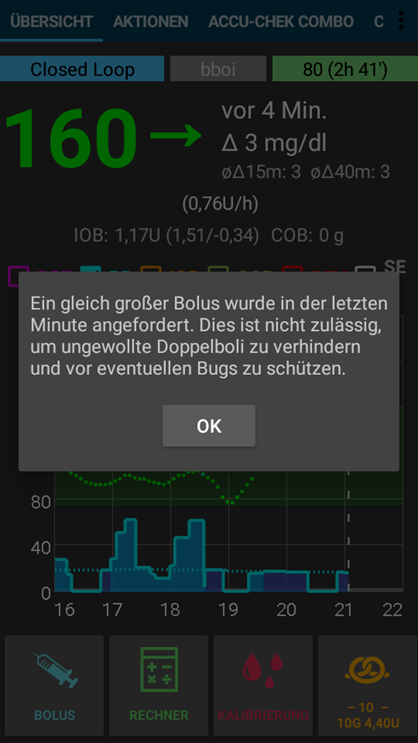 ÜBERSICHT AKTIONEN ACCU-CHEK COMBO C
Closed Loop bboi 80 (2h 41')
160 → vor 4 Min.
Δ 3 mg/dl
øΔ15m: 3 øΔ40m: 3
(0,76U/h)
IOB: 1,17U (1,51/-0,34) COB: 0 g
SE
Ein gleich großer Bolus wurde in der letzten
Minute angefordert. Dies ist nicht zulässig,
um ungewollte Doppelboli zu verhindern
und vor eventuellen Bugs zu schützen.
OK
80
40
0
16 17 18 19 20 21 22
BOLUS RECHNER KALIBRIERUNG – 10 –
10G 4,40U